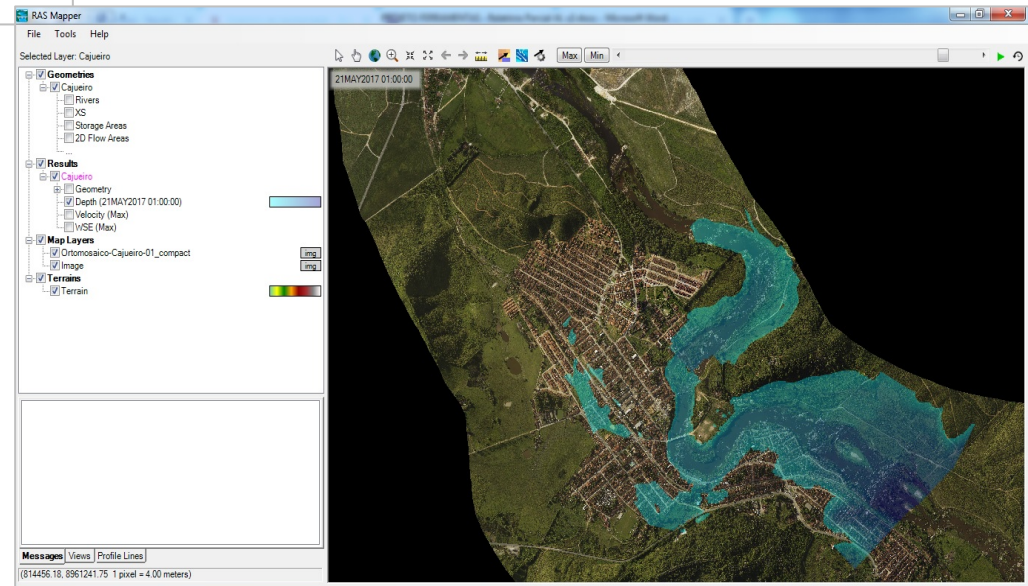 RAS Mapper
File Tools Help
Selected Layer: Cajueiro
Max Min
Geometries
Cajueiro
Rivers
XS
Storage Areas
2D Flow Areas
...
Results
Cajueiro
Geometry
Depth (21MAY2017 01:00:00)
Velocity (Max)
WSE (Max)
Map Layers
Ortomosaico-Cajueiro-01_compact img
Image img
Terrains
Terrain
21MAY2017 01:00:00
Messages Views Profile Lines
(814456.18, 8961241.75 1 pixel = 4.00 meters)